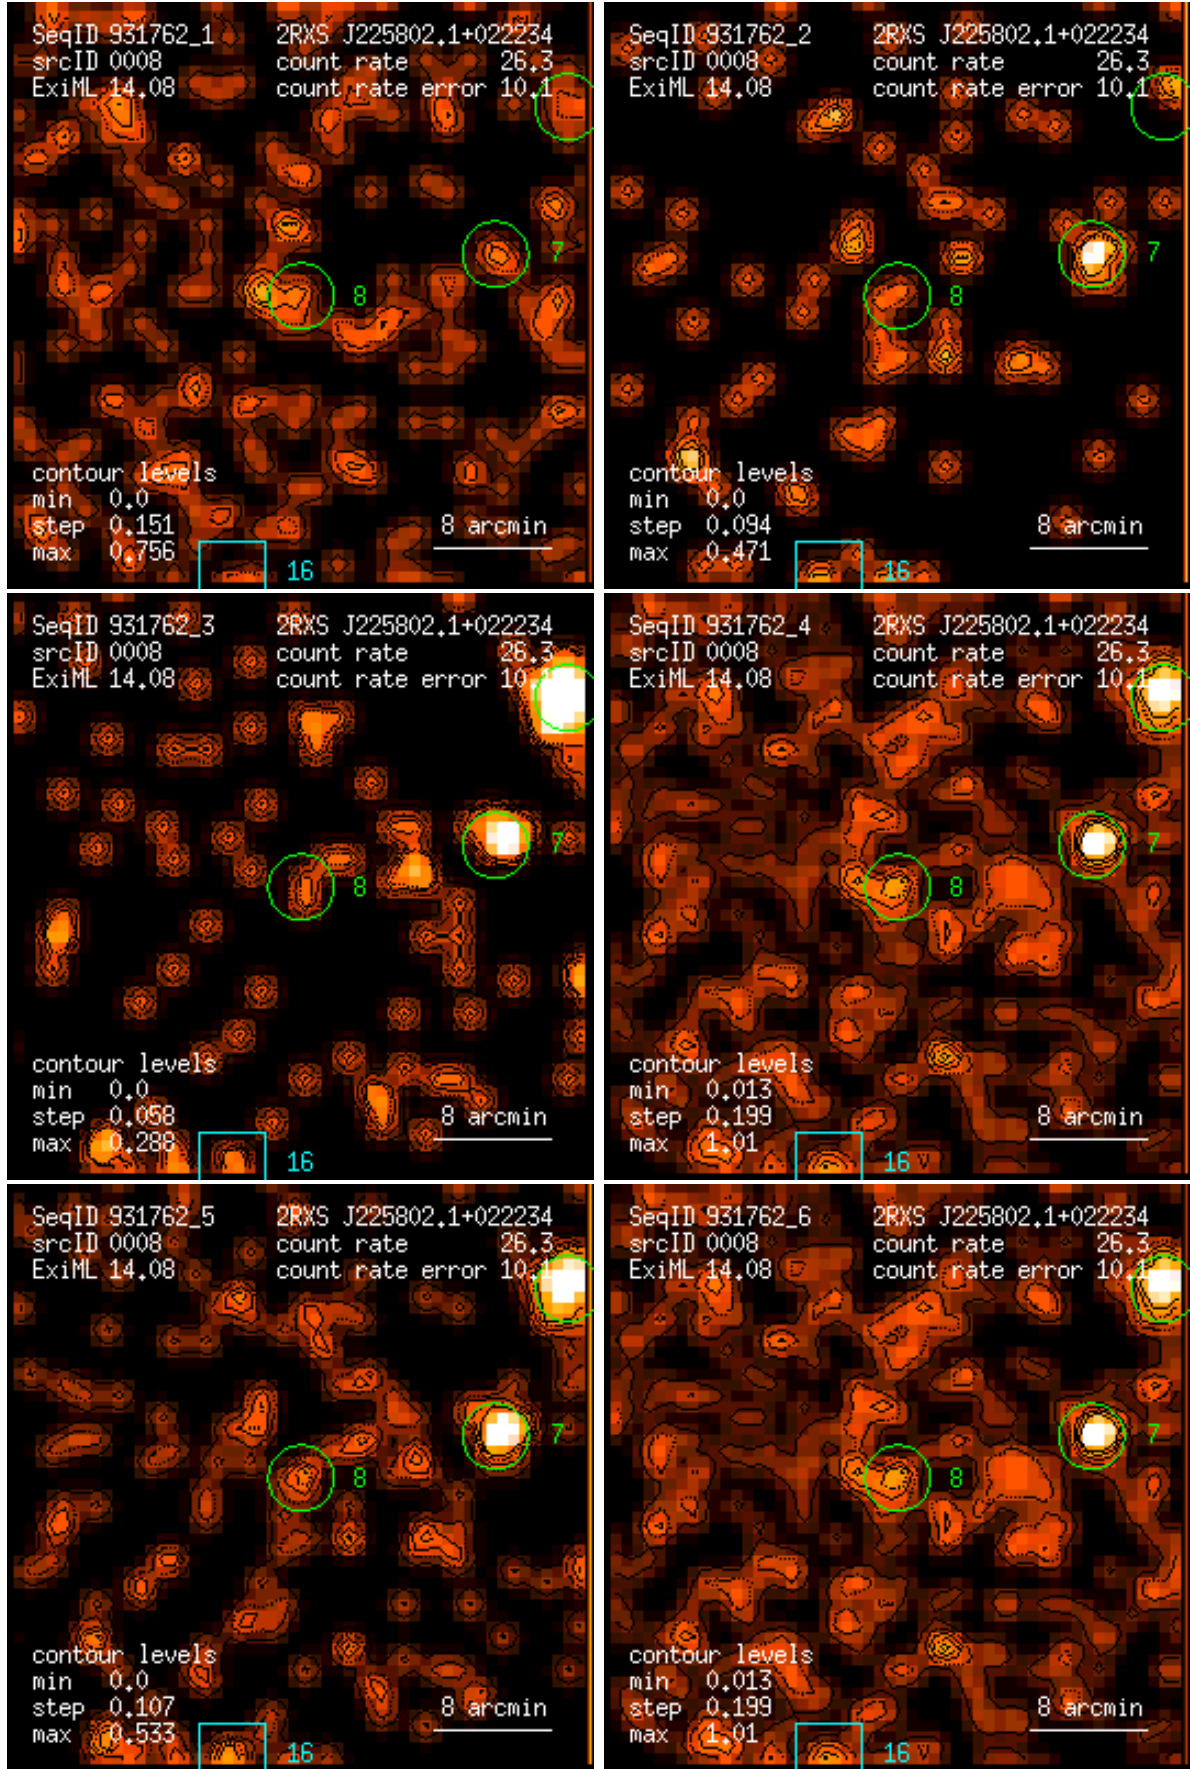 SeqID 931762_1 2RXS J225802.1+022234
srcID 0008 count rate 26.3
ExiML 14.08 count rate error 10.1
7
8
contour levels
min 0.0
step 0.151 8 arcmin
max 0.756
16
SeqID 931762_2 2RXS J225802.1+022234
srcID 0008 count rate 26.3
ExiML 14.08 count rate error 10.1
7
8
contour levels
min 0.0
step 0.094 8 arcmin
max 0.471
16
SeqID 931762_3 2RXS J225802.1+022234
srcID 0008 count rate 26.3
ExiML 14.08 count rate error 10.1
7
8
contour levels
min 0.0
step 0.058 8 arcmin
max 0.288
16
SeqID 931762_4 2RXS J225802.1+022234
srcID 0008 count rate 26.3
ExiML 14.08 count rate error 10.1
7
8
contour levels
min 0.013
step 0.199 8 arcmin
max 1.01
16
SeqID 931762_5 2RXS J225802.1+022234
srcID 0008 count rate 26.3
ExiML 14.08 count rate error 10.1
7
8
contour levels
min 0.0
step 0.107 8 arcmin
max 0.533
16
SeqID 931762_6 2RXS J225802.1+022234
srcID 0008 count rate 26.3
ExiML 14.08 count rate error 10.1
7
8
contour levels
min 0.013
step 0.199 8 arcmin
max 1.01
16